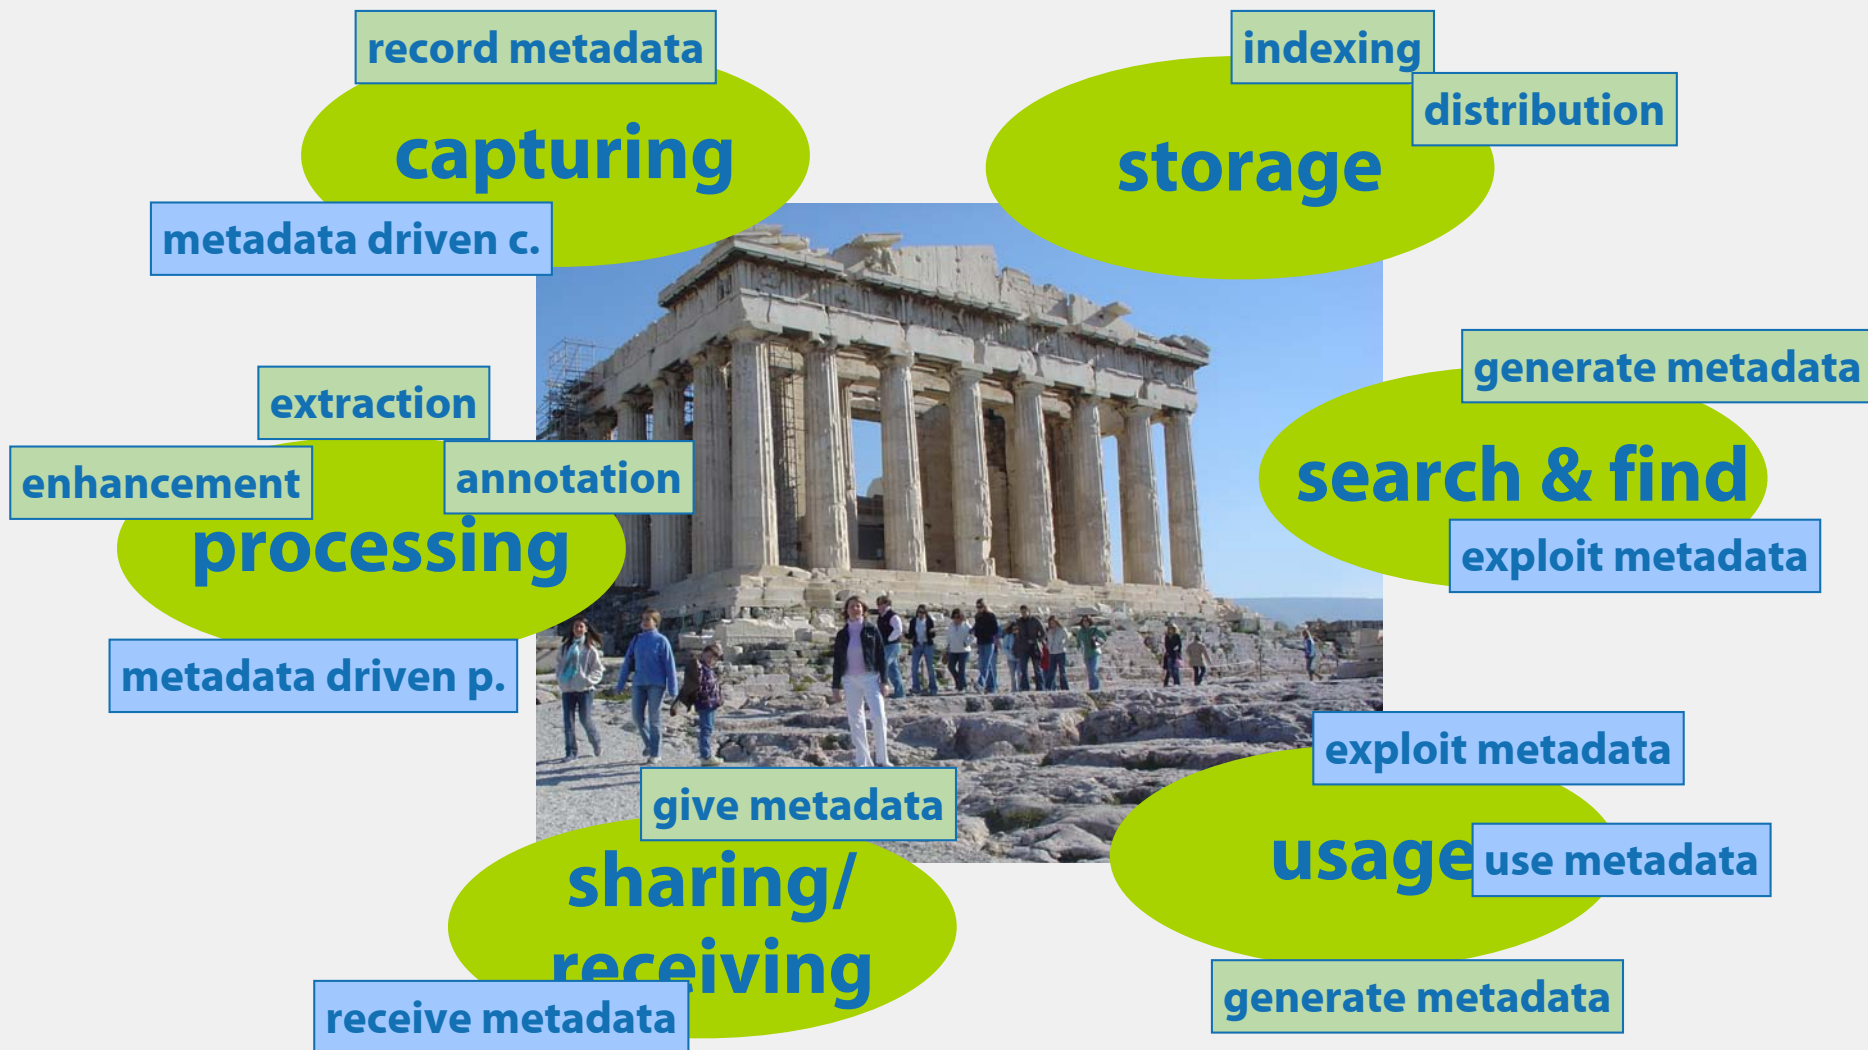 record metadata
capturing
metadata driven c.
indexing
distribution
storage
extraction
enhancement
annotation
processing
metadata driven p.
generate metadata
search & find
exploit metadata
give metadata
sharing/
receiving
receive metadata
exploit metadata
usage
use metadata
generate metadata